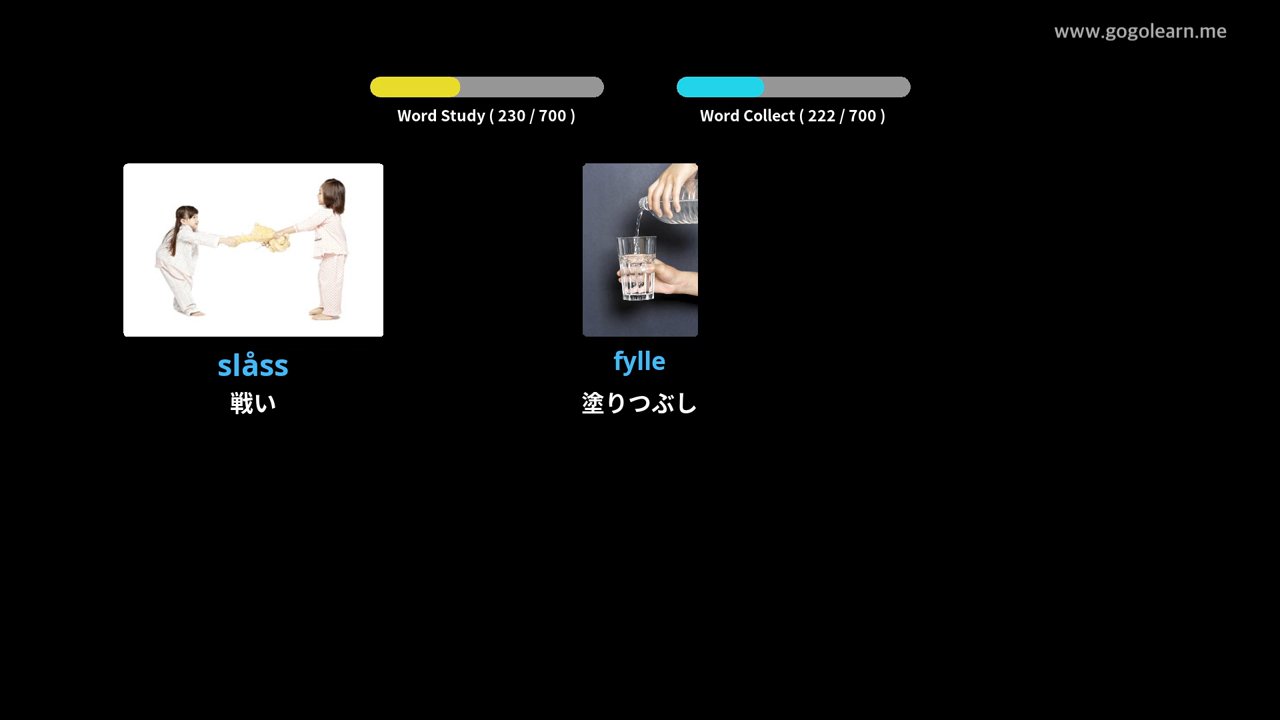 www.gogolearn.me
Word Study ( 230 / 700 )
Word Collect ( 222 / 700 )
slåss
戦い
fylle
塗りつぶし